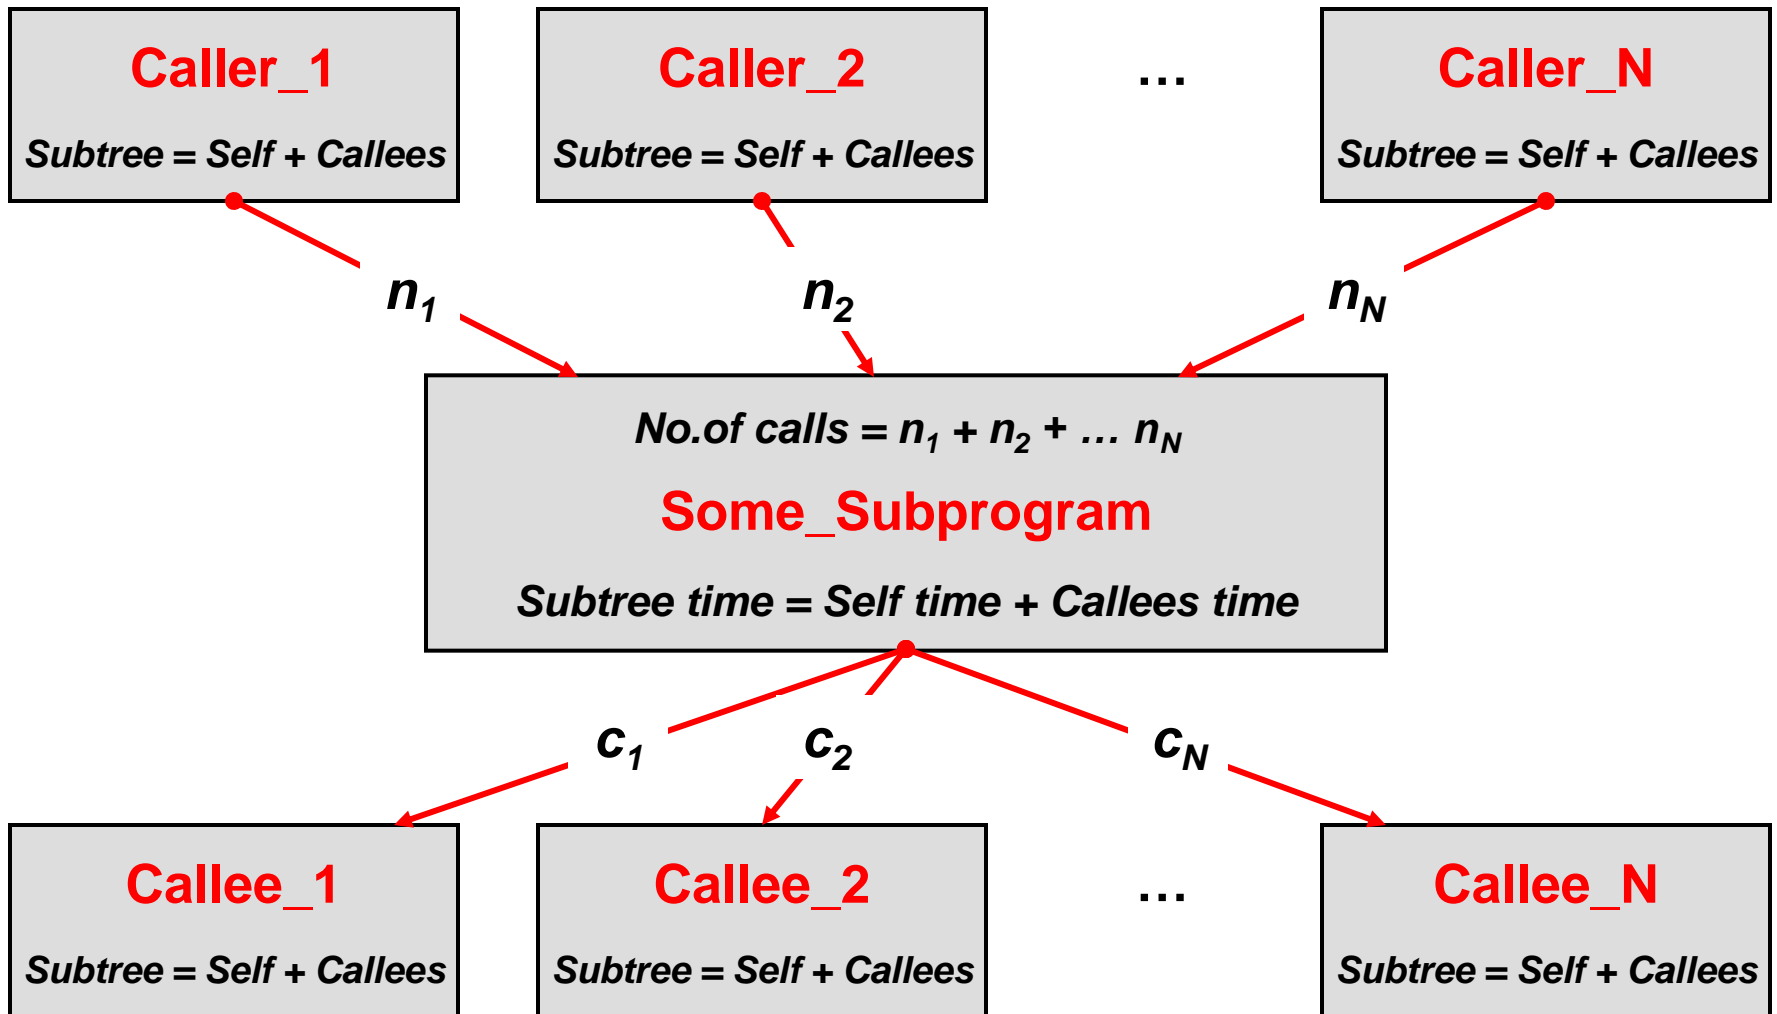 Caller_1 Caller_2 … Caller_N
Subtree = Self + Callees Subtree = Self + Callees Subtree = Self + Callees
n1 n2 nN
No.of calls = n1 + n2 + … nN
Some_Subprogram
Subtree time = Self time + Callees time
c1 c2 cN
Callee_1 Callee_2 … Callee_N
Subtree = Self + Callees Subtree = Self + Callees Subtree = Self + Callees